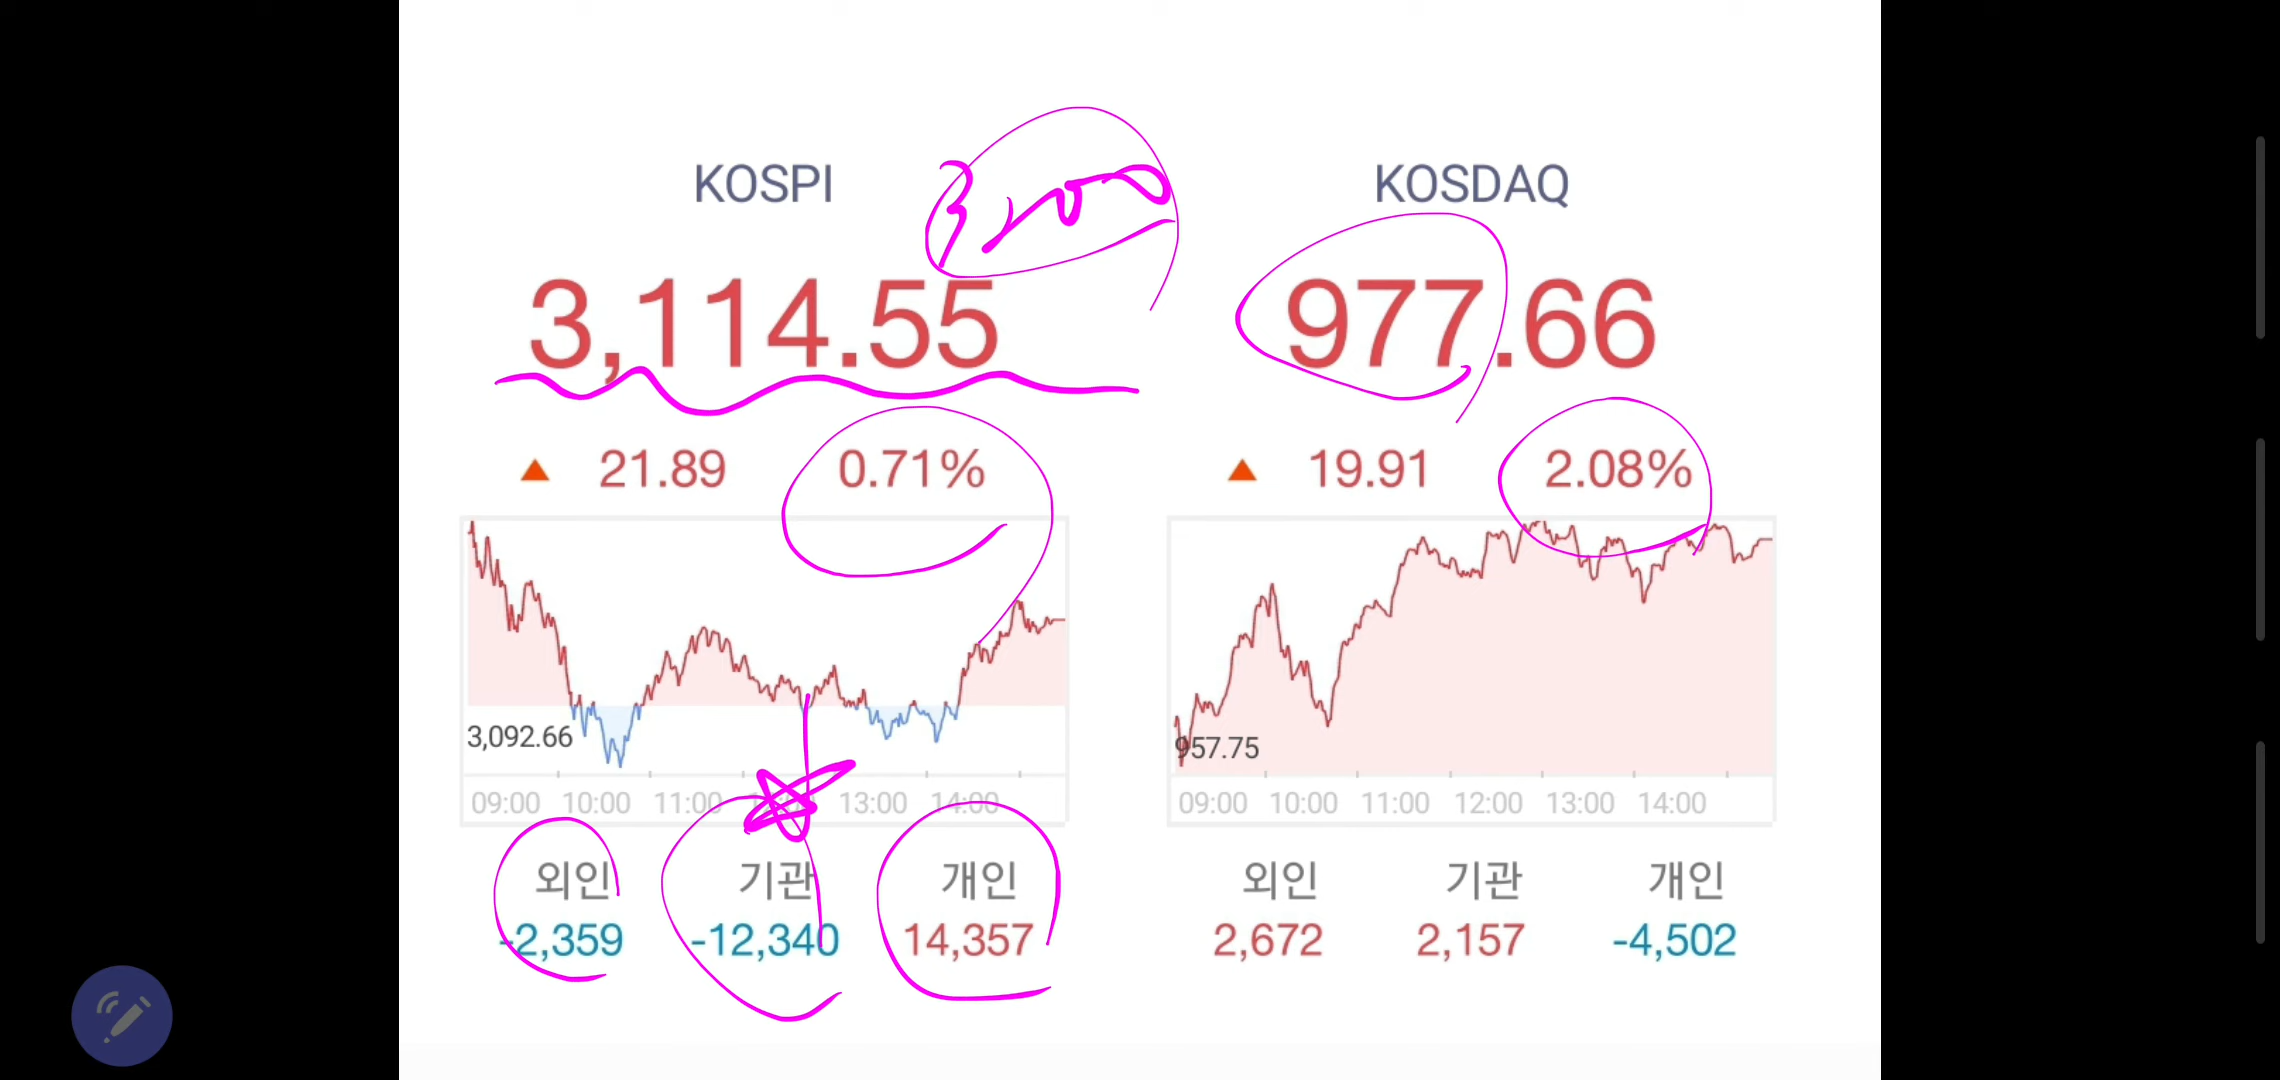 KOSPI
3,114.55
▲ 21.89 0.71%
3,092.66
09:00 10:00 11:00 13:00 14:00
외인 기관 개인
-2,359 -12,340 14,357
KOSDAQ
977.66
▲ 19.91 2.08%
957.75
09:00 10:00 11:00 12:00 13:00 14:00
외인 기관 개인
2,672 2,157 -4,502